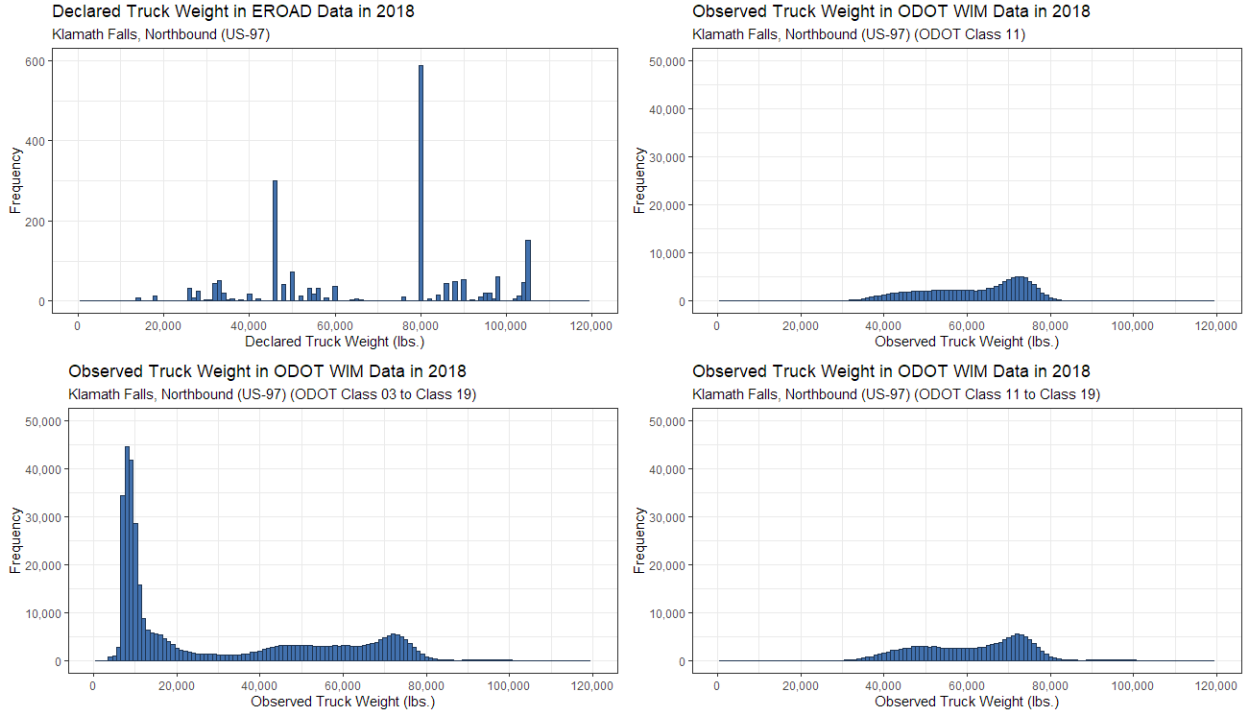 Declared Truck Weight in EROAD Data in 2018
Klamath Falls, Northbound (US-97)
600
400
200
0
Frequency
0 20,000 40,000 60,000 80,000 100,000 120,000
Declared Truck Weight (lbs.)
Observed Truck Weight in ODOT WIM Data in 2018
Klamath Falls, Northbound (US-97) (ODOT Class 11)
50,000
40,000
30,000
20,000
10,000
0
Frequency
0 20,000 40,000 60,000 80,000 100,000 120,000
Observed Truck Weight (lbs.)
Observed Truck Weight in ODOT WIM Data in 2018
Klamath Falls, Northbound (US-97) (ODOT Class 03 to Class 19)
50,000
40,000
30,000
20,000
10,000
0
Frequency
0 20,000 40,000 60,000 80,000 100,000 120,000
Observed Truck Weight (lbs.)
Observed Truck Weight in ODOT WIM Data in 2018
Klamath Falls, Northbound (US-97) (ODOT Class 11 to Class 19)
50,000
40,000
30,000
20,000
10,000
0
Frequency
0 20,000 40,000 60,000 80,000 100,000 120,000
Observed Truck Weight (lbs.)